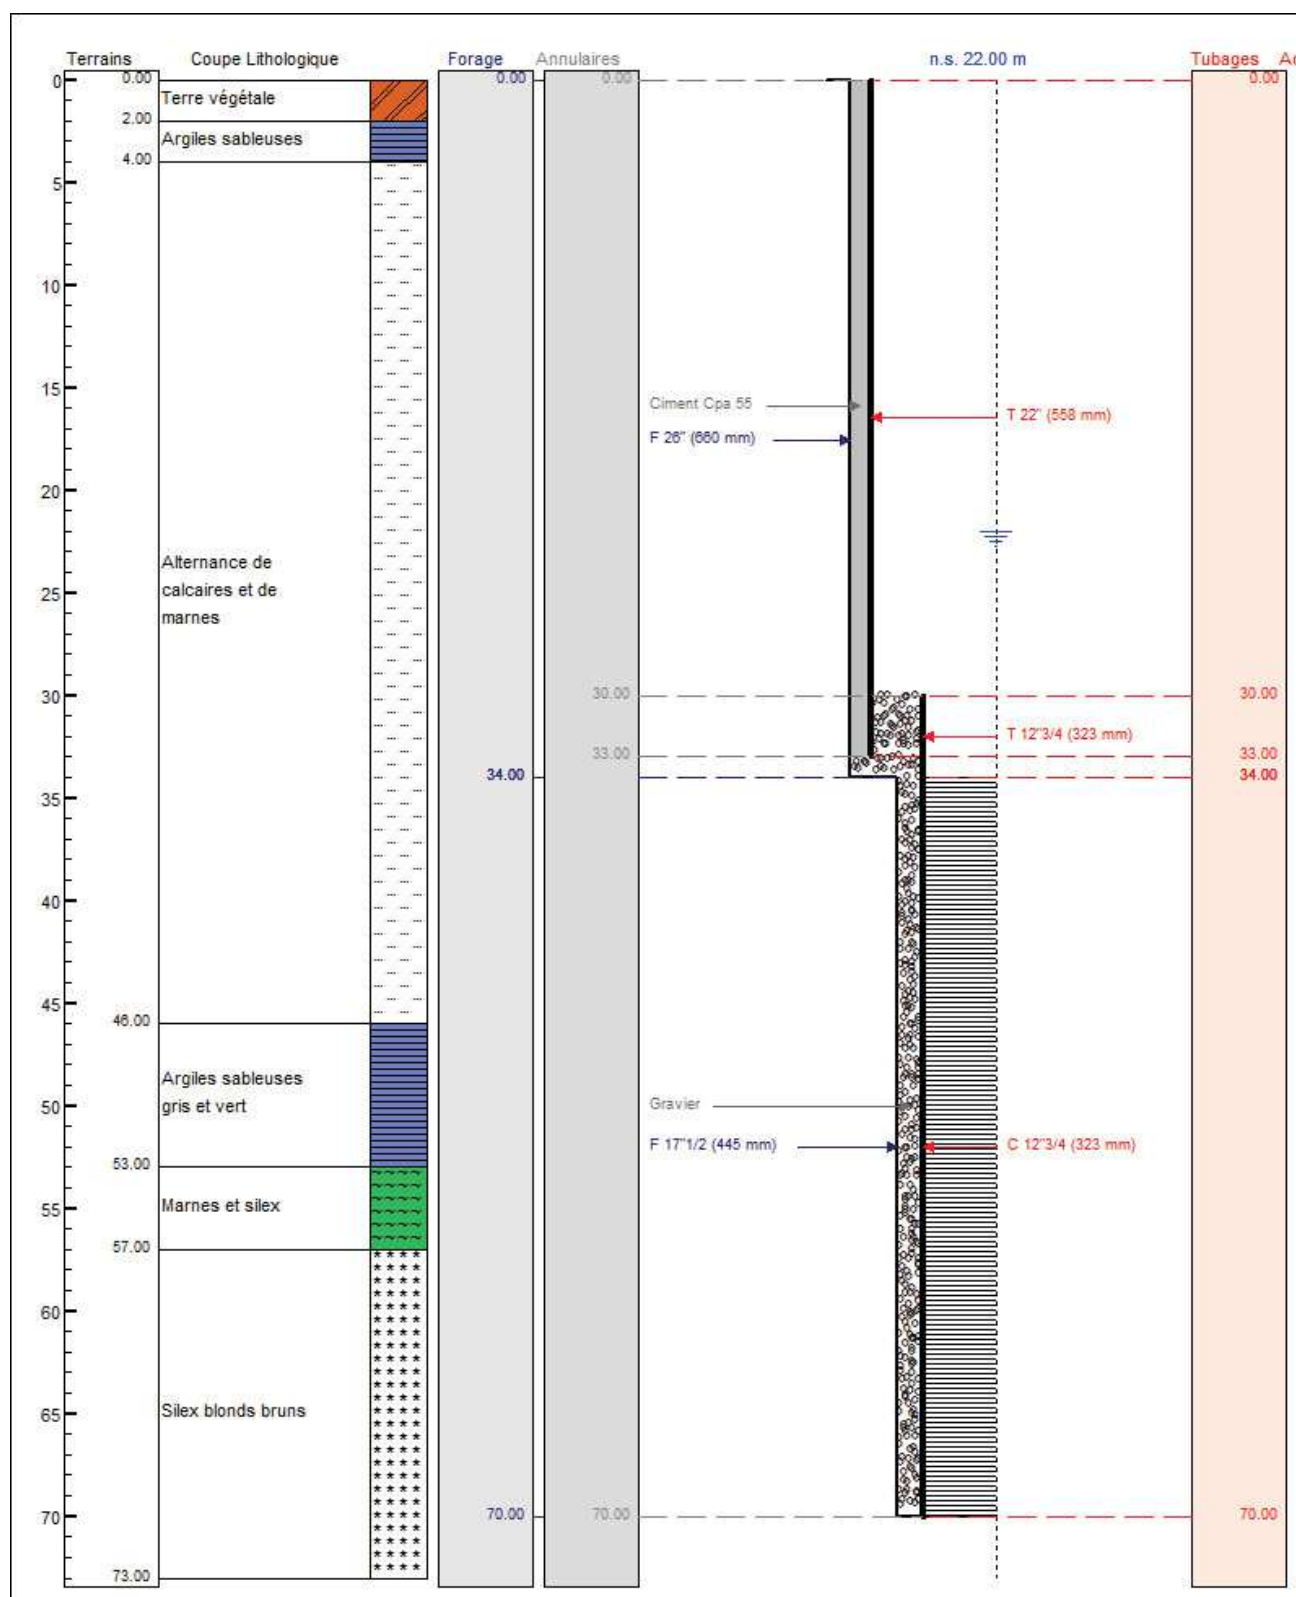 Terrains Coupe Lithologique Forage Annulaires n.s. 22.00 m Tubages Ac
0 0.00 0.00 0.00 0.00
Terre végétale
2.00
Argiles sableuses
4.00
5
10
15
Ciment Cpa 55
T 22" (558 mm)
F 26" (660 mm)
20
Alternance de
calcaires et de
marnes
25
30 30.00 30.00
T 12"3/4 (323 mm)
33.00 33.00
34.00 34.00
35
40
45
46.00
Argiles sableuses
gris et vert
50
Gravier
F 17"1/2 (445 mm) C 12"3/4 (323 mm)
53.00
Marnes et silex
55
57.00
60
Silex blonds bruns
65
70 70.00 70.00 70.00
73.00